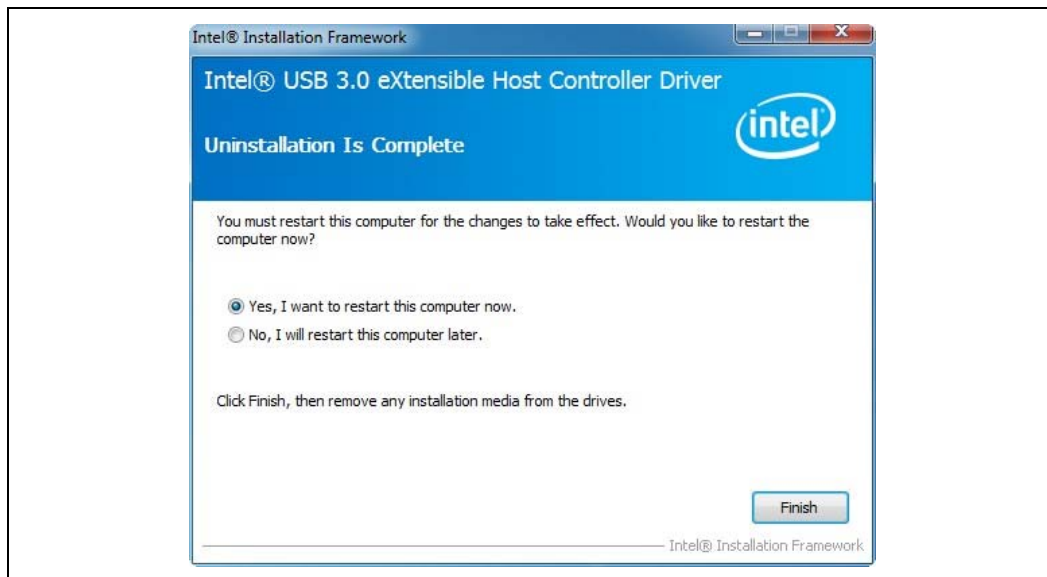 Intel® Installation Framework
Intel® USB 3.0 eXtensible Host Controller Driver
intel
Uninstallation Is Complete
You must restart this computer for the changes to take effect. Would you like to restart the
computer now?
Yes, I want to restart this computer now.
No, I will restart this computer later.
Click Finish, then remove any installation media from the drives.
Finish
Intel® Installation Framework